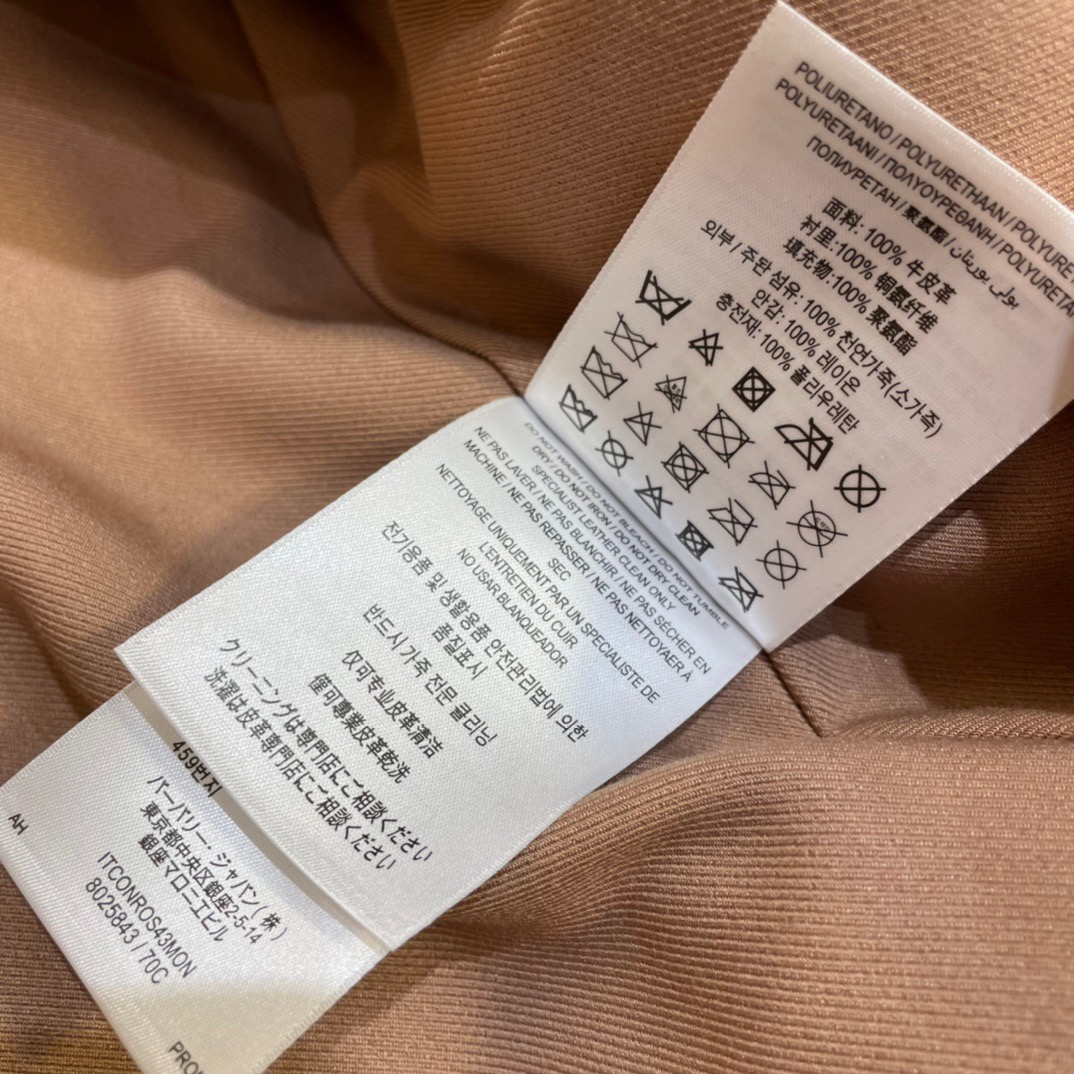 POLIURETANO / POLYURETHAAN / POLYURE
POLYURETAANI / ΠΟΛΥΟΥΡΕΘΑΝΗ / POLYURETA
ПОЛИУРЕТАН / 聚氨酯 / بولي يوريتان
面料: 100% 牛皮革
衬里:100% 铜氨纤维
填充物:100% 聚氨酯
외부 / 주탄 섬유: 100% 천연가죽(소가죽)
안감: 100% 레이온
충전재: 100% 폴리우레탄
DO NOT WASH / DO NOT BLEACH / DO NOT TUMBLE
DRY / DO NOT IRON / DO NOT DRY CLEAN
SPECIALIST LEATHER CLEAN ONLY
NE PAS LAVER / NE PAS BLANCHIR / NE PAS SÉCHER EN
MACHINE / NE PAS REPASSER / NE PAS NETTOYAER À
SEC
NETTOYAGE UNIQUEMENT PAR UN SPECIALISTE DE
L'ENTRETIEN DU CUIR
NO USAR BLANQUEADOR
전기용품 및 생활용품 안전관리법에 의한
품질표시
반드시 가죽 전문 클리닝
仅可专业皮革清洁
僅可專業皮革乾洗
クリーニングは専門店にご相談ください
洗濯は皮革専門店にご相談ください
459번지
バーバリー・ジャパン(株)
東京都中央区銀座2-5-14
銀座マロニエビル
AH
ITCONROS43MON
8025843 / 70C